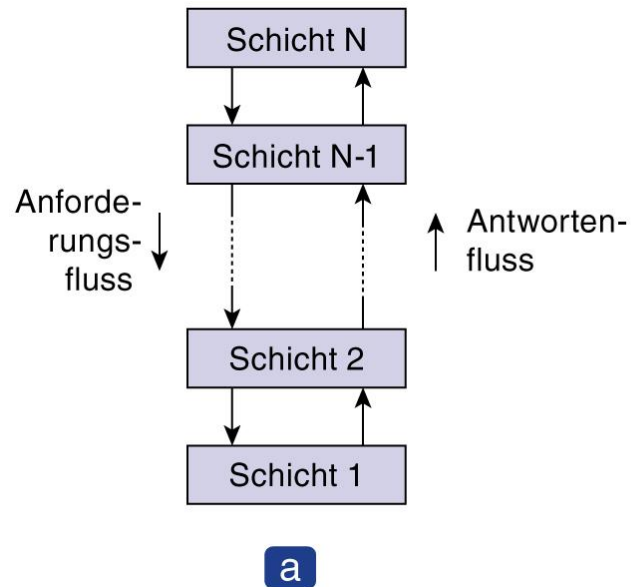 Schicht N
Schicht N-1
Anforde-
rungs-
fluss
Antworten-
fluss
Schicht 2
Schicht 1
a